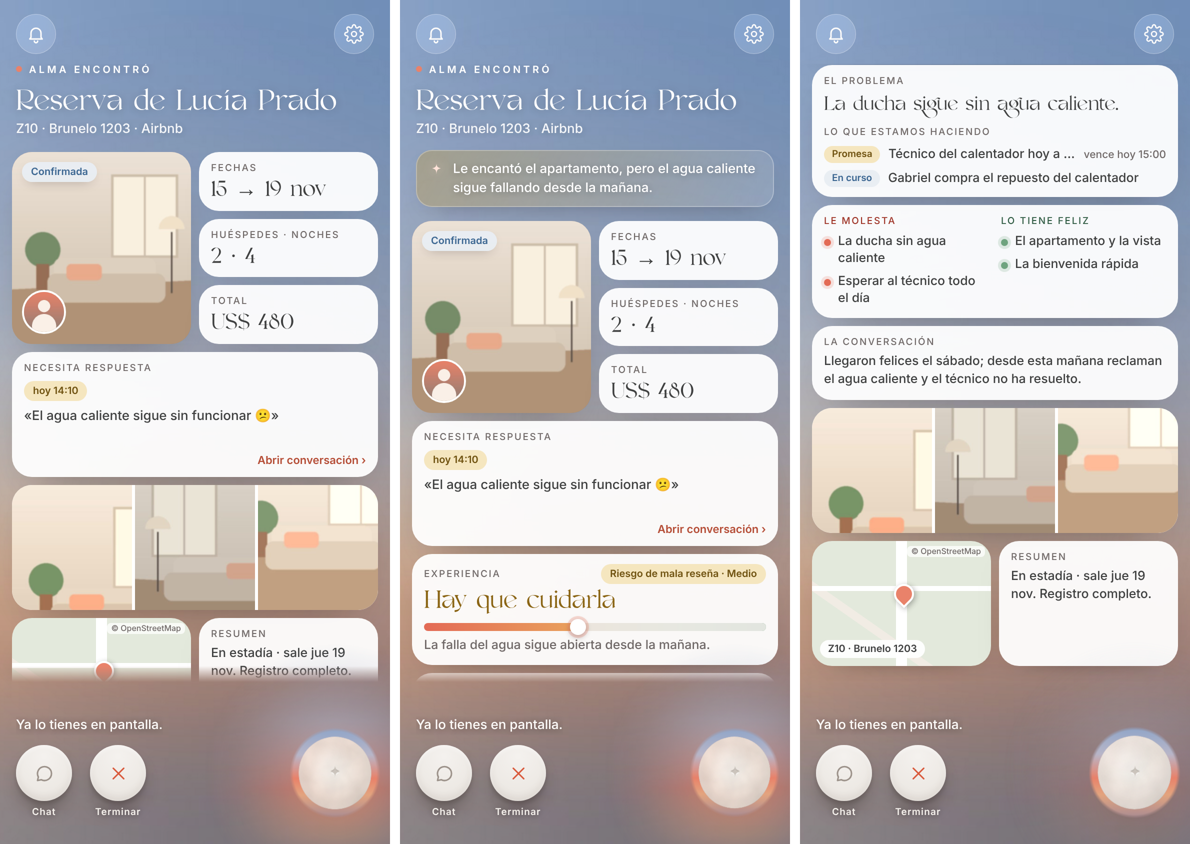 ALMA ENCONTRÓ
Reserva de Lucía Prado
Z10 · Brunelo 1203 · Airbnb
Confirmada
FECHAS
15 → 19 nov
HUÉSPEDES · NOCHES
2 · 4
TOTAL
US$ 480
NECESITA RESPUESTA
hoy 14:10
«El agua caliente sigue sin funcionar 😕»
Abrir conversación ›
© OpenStreetMap
RESUMEN
En estadía · sale jue 19
nov. Registro completo.
Ya lo tienes en pantalla.
Chat
Terminar
ALMA ENCONTRÓ
Reserva de Lucía Prado
Z10 · Brunelo 1203 · Airbnb
Le encantó el apartamento, pero el agua caliente
sigue fallando desde la mañana.
Confirmada
FECHAS
15 → 19 nov
HUÉSPEDES · NOCHES
2 · 4
TOTAL
US$ 480
NECESITA RESPUESTA
hoy 14:10
«El agua caliente sigue sin funcionar 😕»
Abrir conversación ›
EXPERIENCIA
Riesgo de mala reseña · Medio
Hay que cuidarla
La falla del agua sigue abierta desde la mañana.
Ya lo tienes en pantalla.
Chat
Terminar
EL PROBLEMA
La ducha sigue sin agua caliente.
LO QUE ESTAMOS HACIENDO
Promesa Técnico del calentador hoy a ... vence hoy 15:00
En curso Gabriel compra el repuesto del calentador
LE MOLESTA
La ducha sin agua
caliente
Esperar al técnico todo
el día
LO TIENE FELIZ
El apartamento y la vista
La bienvenida rápida
LA CONVERSACIÓN
Llegaron felices el sábado; desde esta mañana reclaman
el agua caliente y el técnico no ha resuelto.
© OpenStreetMap
Z10 · Brunelo 1203
RESUMEN
En estadía · sale jue 19
nov. Registro completo.
Ya lo tienes en pantalla.
Chat
Terminar